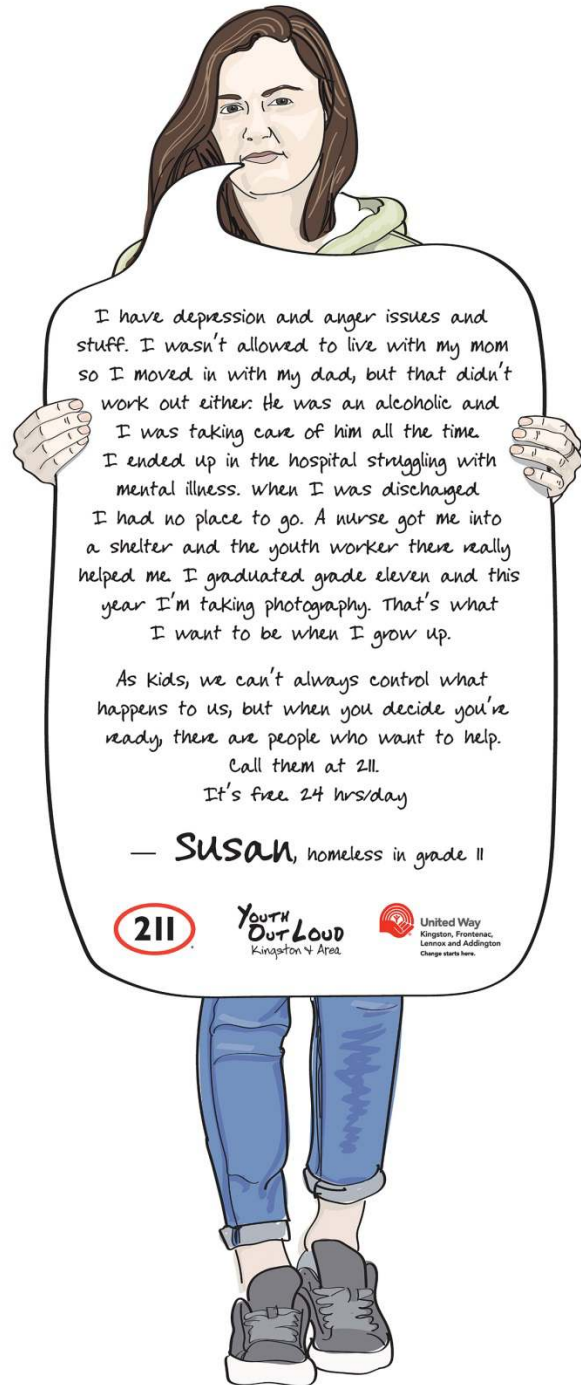 I have depression and anger issues and
stuff. I wasn't allowed to live with my mom
so I moved in with my dad, but that didn't
work out either. He was an alcoholic and
I was taking care of him all the time.
I ended up in the hospital struggling with
mental illness. When I was discharged
I had no place to go. A nurse got me into
a shelter and the youth worker there really
helped me. I graduated grade eleven and this
year I'm taking photography. That's what
I want to be when I grow up.
As kids, we can't always control what
happens to us, but when you decide you're
ready, there are people who want to help.
Call them at 211.
It's free. 24 hrs/day
— Susan, homeless in grade 11
211
YOUTH
OUT LOUD
Kingston & Area
United Way
Kingston, Frontenac,
Lennox and Addington
Change starts here.